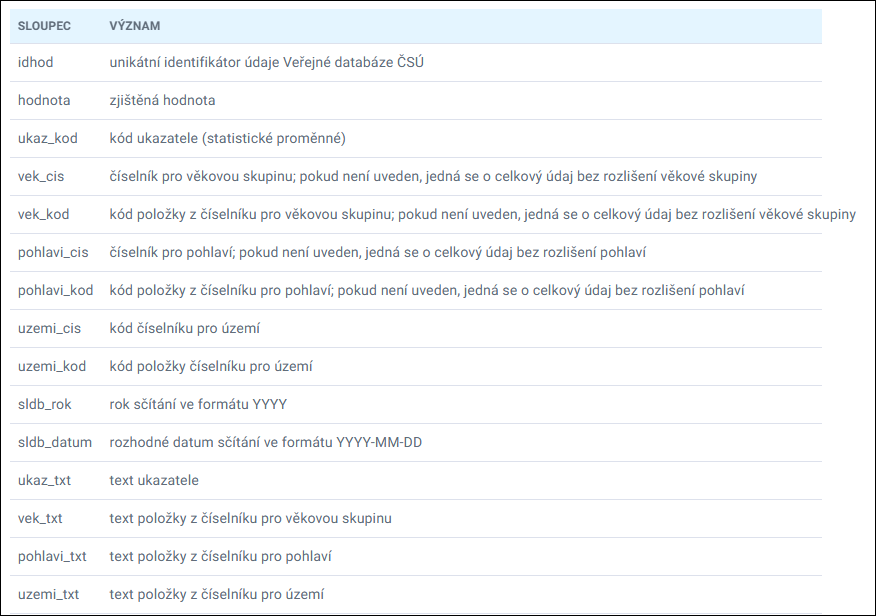 SLOUPEC VÝZNAM
idhod unikátní identifikátor údaje Veřejné databáze ČSÚ
hodnota zjištěná hodnota
ukaz_kod kód ukazatele (statistické proměnné)
vek_cis číselník pro věkovou skupinu; pokud není uveden, jedná se o celkový údaj bez rozlišení věkové skupiny
vek_kod kód položky z číselníku pro věkovou skupinu; pokud není uveden, jedná se o celkový údaj bez rozlišení věkové skupiny
pohlavi_cis číselník pro pohlaví; pokud není uveden, jedná se o celkový údaj bez rozlišení pohlaví
pohlavi_kod kód položky z číselníku pro pohlaví; pokud není uveden, jedná se o celkový údaj bez rozlišení pohlaví
uzemi_cis kód číselníku pro území
uzemi_kod kód položky číselníku pro území
sldb_rok rok sčítání ve formátu YYYY
sldb_datum rozhodné datum sčítání ve formátu YYYY-MM-DD
ukaz_txt text ukazatele
vek_txt text položky z číselníku pro věkovou skupinu
pohlavi_txt text položky z číselníku pro pohlaví
uzemi_txt text položky z číselníku pro území